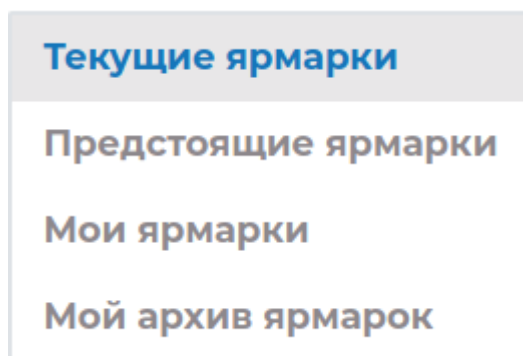 Текущие ярмарки
Предстоящие ярмарки
Мои ярмарки
Мой архив ярмарок